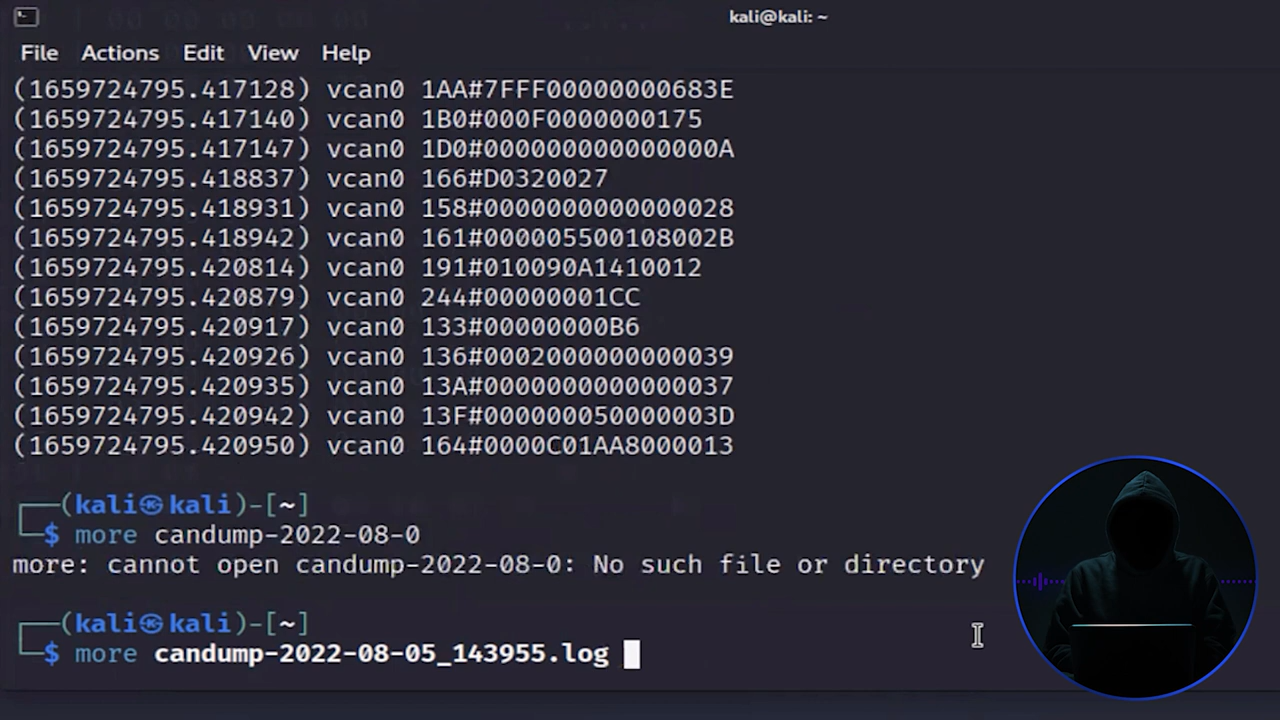 kali@kali: ~
File Actions Edit View Help
(1659724795.417128) vcan0 1AA#7FFF00000000683E
(1659724795.417140) vcan0 1B0#000F0000000175
(1659724795.417147) vcan0 1D0#000000000000000A
(1659724795.418837) vcan0 166#D0320027
(1659724795.418931) vcan0 158#0000000000000028
(1659724795.418942) vcan0 161#000005500108002B
(1659724795.420814) vcan0 191#010090A1410012
(1659724795.420879) vcan0 244#00000001CC
(1659724795.420917) vcan0 133#00000000B6
(1659724795.420926) vcan0 136#0002000000000039
(1659724795.420935) vcan0 13A#0000000000000037
(1659724795.420942) vcan0 13F#000000050000003D
(1659724795.420950) vcan0 164#0000C01AA8000013
┌──(kali㉿kali)-[~]
└─$ more candump-2022-08-0
more: cannot open candump-2022-08-0: No such file or directory
┌──(kali㉿kali)-[~]
└─$ more candump-2022-08-05_143955.log